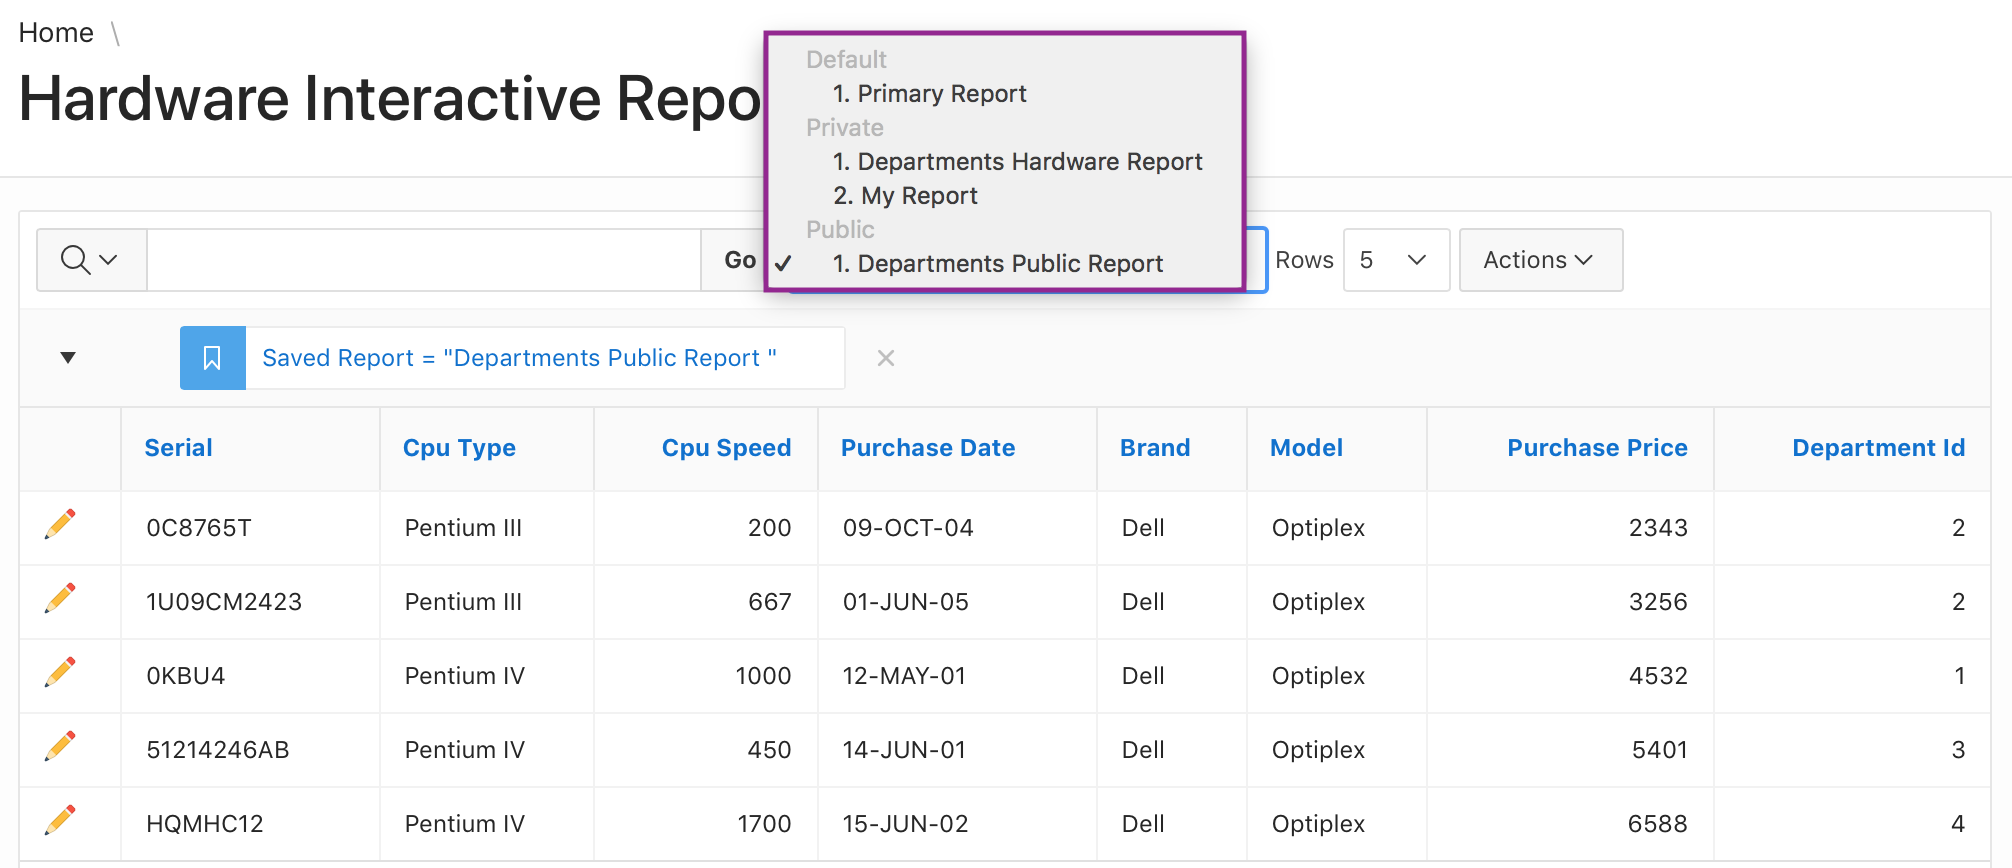 Home \
Hardware Interactive Repo
Default
1. Primary Report
Private
1. Departments Hardware Report
2. My Report
Public
✓ 1. Departments Public Report
Go
Rows 5 Actions
Saved Report = "Departments Public Report "
Serial Cpu Type Cpu Speed Purchase Date Brand Model Purchase Price Department Id
0C8765T Pentium III 200 09-OCT-04 Dell Optiplex 2343 2
1U09CM2423 Pentium III 667 01-JUN-05 Dell Optiplex 3256 2
0KBU4 Pentium IV 1000 12-MAY-01 Dell Optiplex 4532 1
51214246AB Pentium IV 450 14-JUN-01 Dell Optiplex 5401 3
HQMHC12 Pentium IV 1700 15-JUN-02 Dell Optiplex 6588 4